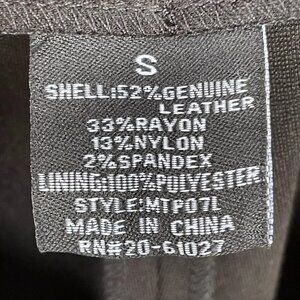 S
SHELL:52%GENUINE
LEATHER
33%RAYON
13%NYLON
2%SPANDEX
LINING:100%POLYESTER
STYLE:MTP07L
MADE IN CHINA
RN#20-61027